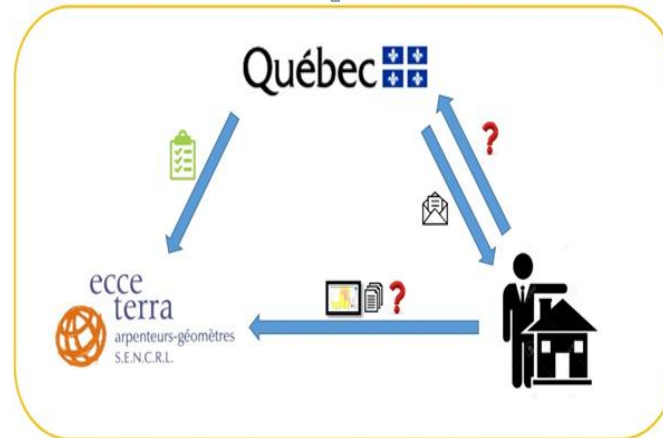 Québec
?
?
ecce
terra
arpenteurs-géomètres
S.E.N.C.R.L.